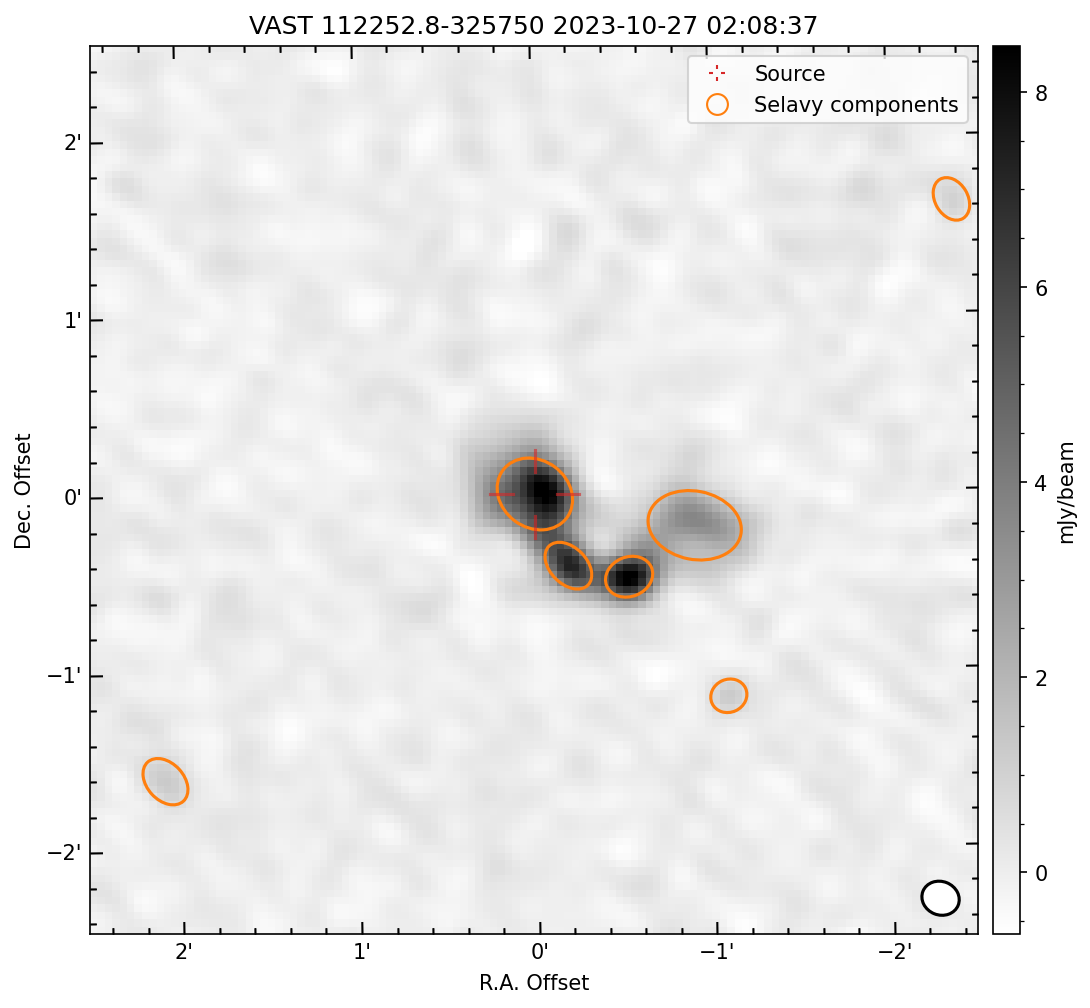 VAST 112252.8-325750 2023-10-27 02:08:37
Source
Selavy components
2'
1'
0'
−1'
−2'
Dec. Offset
2'
1'
0'
−1'
−2'
R.A. Offset
8
6
4
2
0
mJy/beam